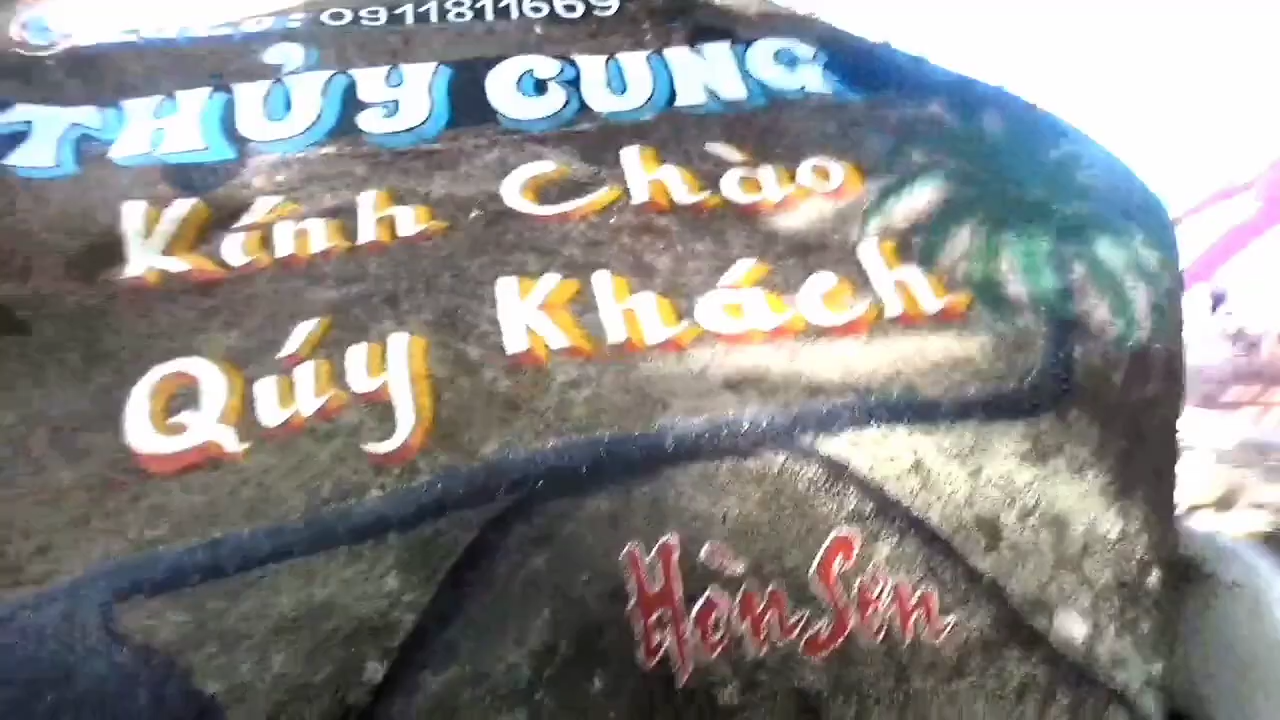 0911811669
THỦY CUNG
Kính Chào
Quý Khách
Hòn Sơn